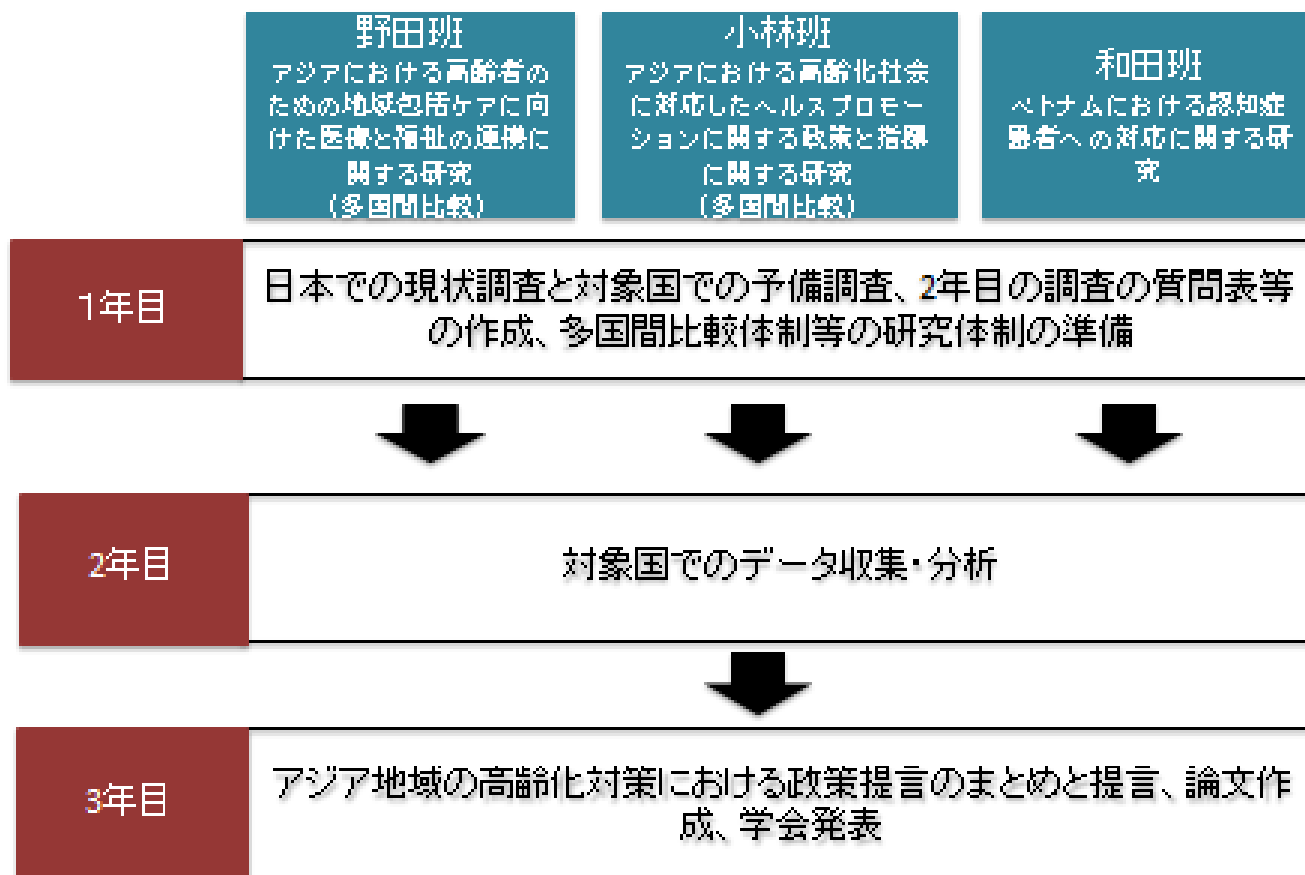 野田班
アジアにおける高齢者の
ための地域包括ケアに向
けた医療と福祉の連携に
関する研究
(多国間比較)
小林班
アジアにおける高齢化社会
に対応したヘルスプロモー
ションに関する政策と指標
に関する研究
(多国間比較)
和田班
ベトナムにおける認知症
患者への対応に関する研
究
1年目
日本での現状調査と対象国での予備調査、2年目の調査の質問表等
の作成、多国間比較体制等の研究体制の準備
2年目
対象国でのデータ収集・分析
3年目
アジア地域の高齢化対策における政策提言のまとめと提言、論文作
成、学会発表